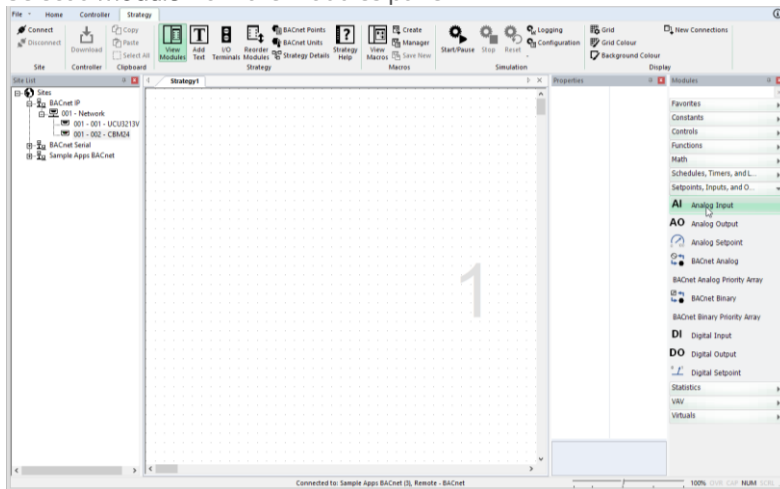 File Home Controller Strategy
Connect
Disconnect
Download
Copy
Paste
Select All
View Modules
Add Text
I/O Terminals
Reorder Modules
BACnet Points
BACnet Units
Strategy Details
Strategy Help
View Macros
Create
Manager
Save New
Start/Pause
Stop
Reset
Logging
Configuration
Grid
Grid Colour
Background Colour
New Connections
Site Controller Clipboard Strategy Macros Simulation Display
Site List
Strategy1
Properties
Modules
Sites
BACnet IP
001 - Network
001 - 001 - UCU3213V
001 - 002 - CBM24
BACnet Serial
Sample Apps BACnet
1
Favorites
Constants
Controls
Functions
Math
Schedules, Timers, and L...
Setpoints, Inputs, and O...
AI Analog Input
AO Analog Output
Analog Setpoint
BACnet Analog
BACnet Analog Priority Array
BACnet Binary
BACnet Binary Priority Array
DI Digital Input
DO Digital Output
Digital Setpoint
Statistics
VAV
Virtuals
Connected to: Sample Apps BACnet (3), Remote - BACnet
100% OVR CAP NUM SCRL